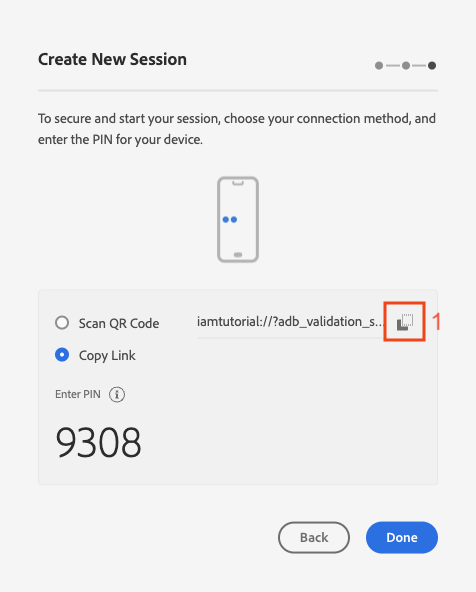 Create New Session
To secure and start your session, choose your connection method, and
enter the PIN for your device.
Scan QR Code
iamtutorial://?adb_validation_s...
1
Copy Link
Enter PIN
9308
Back
Done